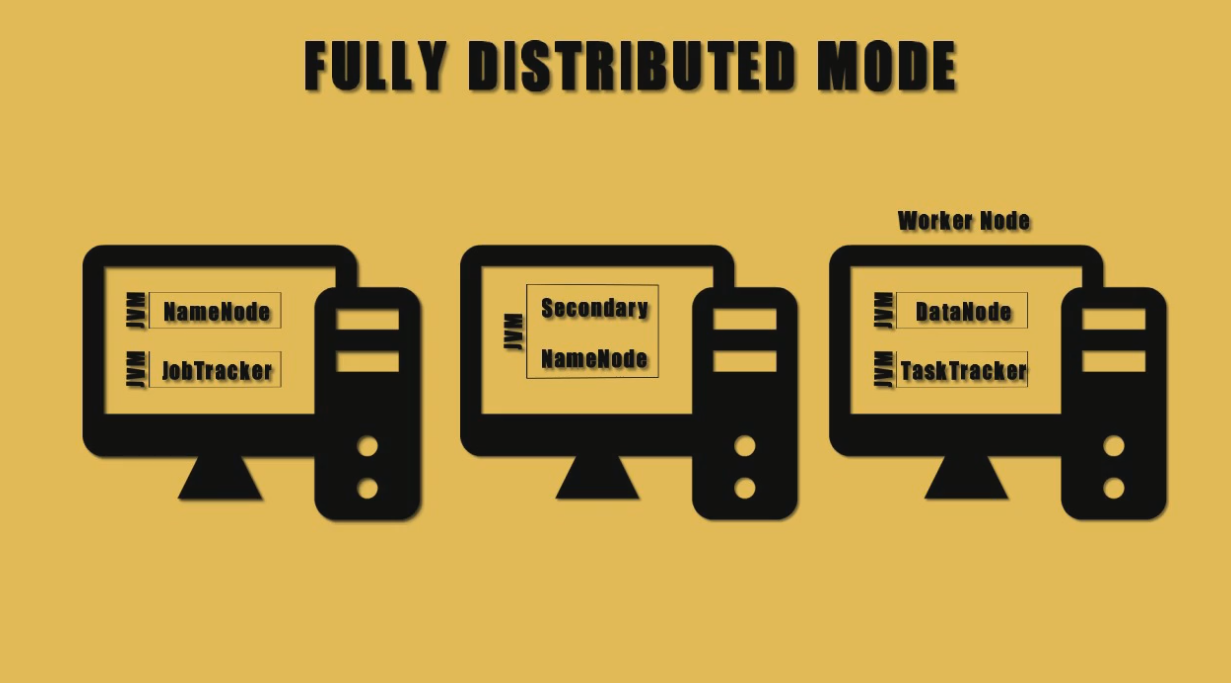 FULLY DISTRIBUTED MODE
JVM
NameNode
JVM
JobTracker
JVM
Secondary
NameNode
Worker Node
JVM
DataNode
JVM
TaskTracker